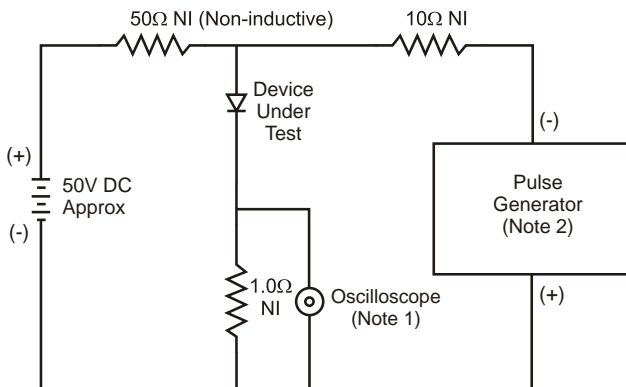 50Ω NI (Non-inductive)
10Ω NI
Device
Under
Test
(-)
(+)
50V DC
Approx
(-)
Pulse
Generator
(Note 2)
1.0Ω
NI
Oscilloscope
(Note 1)
(+)